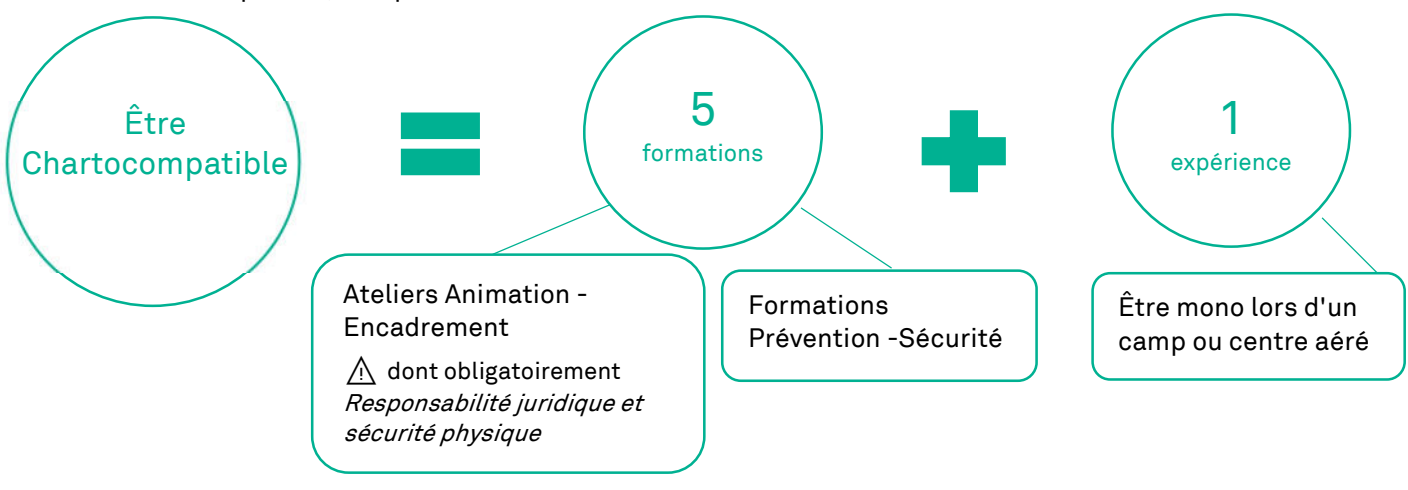 Être
Chartocompatible
5
formations
1
expérience
Ateliers Animation -
Encadrement
⚠ dont obligatoirement
Responsabilité juridique et
sécurité physique
Formations
Prévention -Sécurité
Être mono lors d'un
camp ou centre aéré